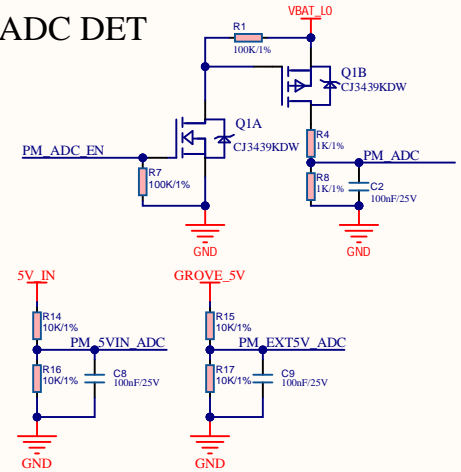 ADC DET
VBAT_LO
R1
100K/1%
Q1B
CJ3439KDW
Q1A
CJ3439KDW
PM_ADC_EN
R4
1K/1%
PM_ADC
R7
100K/1%
R8
1K/1%
C2
100nF/25V
GND
GND
5V_IN
GROVE_5V
R14
10K/1%
R15
10K/1%
PM_5VIN_ADC
PM_EXT5V_ADC
R16
10K/1%
C8
100nF/25V
R17
10K/1%
C9
100nF/25V
GND
GND